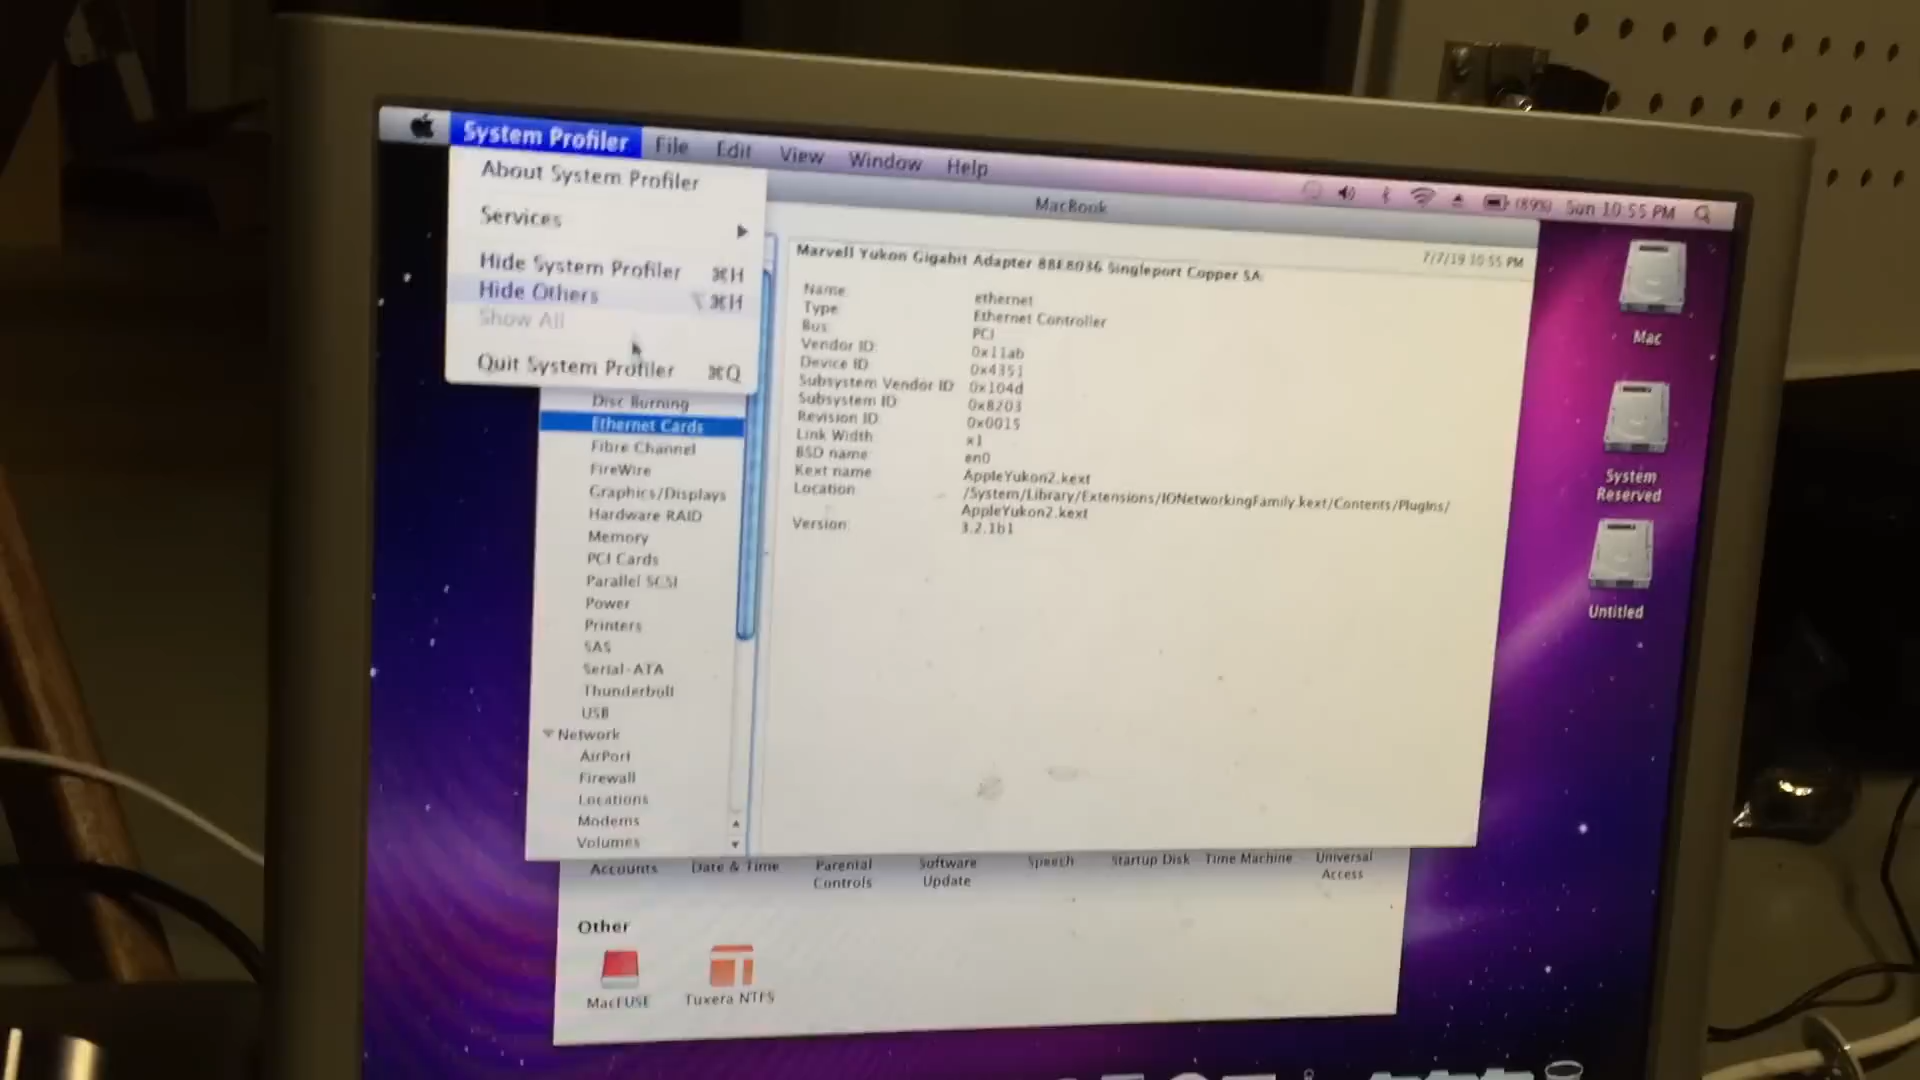 System Profiler File Edit View Window Help
(89%) Sun 10:55 PM
About System Profiler
Services
Hide System Profiler ⌘H
Hide Others ⌥⌘H
Show All
Quit System Profiler ⌘Q
MacBook
7/7/19 10:55 PM
Disc Burning
Ethernet Cards
Fibre Channel
FireWire
Graphics/Displays
Hardware RAID
Memory
PCI Cards
Parallel SCSI
Power
Printers
SAS
Serial-ATA
Thunderbolt
USB
Network
AirPort
Firewall
Locations
Modems
Volumes
Marvell Yukon Gigabit Adapter 88E8036 Singleport Copper SA
Name: ethernet
Type: Ethernet Controller
Bus: PCI
Vendor ID: 0x11ab
Device ID: 0x4351
Subsystem Vendor ID: 0x104d
Subsystem ID: 0x8203
Revision ID: 0x0015
Link Width: x1
BSD name: en0
Kext name: AppleYukon2.kext
Location: /System/Library/Extensions/IONetworkingFamily.kext/Contents/PlugIns/
AppleYukon2.kext
Version: 3.2.1b1
Mac
System
Reserved
Untitled
Accounts
Date & Time
Parental
Controls
Software
Update
Speech
Startup Disk
Time Machine
Universal
Access
Other
MacFUSE
Tuxera NTFS